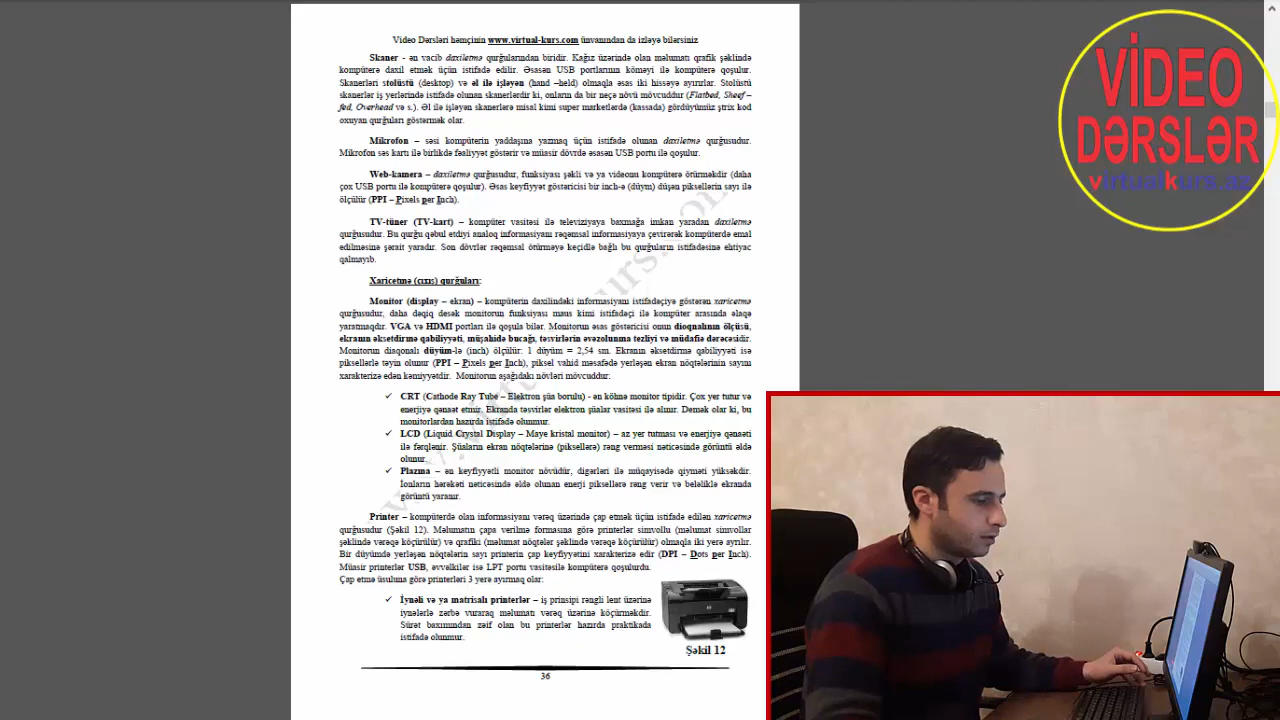 Video Dərsləri həmçinin www.virtual-kurs.com ünvanından da izləyə bilərsiniz
Skaner - ən vacib daxiletmə qurğularından biridir. Kağız üzərində olan məlumatı qrafik şəklində
kompüterə daxil etmək üçün istifadə edilir. Əsasən USB portlarının köməyi ilə kompüterə qoşulur.
Skanerləri stolüstü (desktop) və əl ilə işləyən (hand –held) olmaqla əsas iki hissəyə ayırırlar. Stolüstü
skanerlər iş yerlərində istifadə olunan skanerlərdir ki, onların da bir neçə növü mövcuddur (Flatbed, Sheef –
fed, Overhead və s.). Əl ilə işləyən skanerlərə misal kimi super marketlərdə (kassada) gördüyümüz ştrix kod
oxuyan qurğuları göstərmək olar.
Mikrofon – səsi kompüterin yaddaşına yazmaq üçün istifadə olunan daxiletmə qurğusudur.
Mikrofon səs kartı ilə birlikdə fəaliyyət göstərir və müasir dövrdə əsasən USB portu ilə qoşulur.
Web-kamera – daxiletmə qurğusudur, funksiyası şəkli və ya videonu kompüterə ötürməkdir (daha
çox USB portu ilə kompüterə qoşulur). Əsas keyfiyyət göstəricisi bir inch-ə (düym) düşən piksellərin sayı ilə
ölçülür (PPI – Pixels per Inch).
TV-tüner (TV-kart) – kompüter vasitəsi ilə televiziyaya baxmağa imkan yaradan daxiletmə
qurğusudur. Bu qurğu qəbul etdiyi analoq informasiyanı rəqəmsal informasiyaya çevirərək kompüterdə emal
edilməsinə şərait yaradır. Son dövrlər rəqəmsal ötürməyə keçidlə bağlı bu qurğuların istifadəsinə ehtiyac
qalmayıb.
Xaricetmə (çıxış) qurğuları:
Monitor (display – ekran) – kompüterin daxilindəki informasiyanı istifadəçiyə göstərən xaricetmə
qurğusudur, daha dəqiq desək monitorun funksiyası maus kimi istifadəçi ilə kompüter arasında əlaqə
yaratmaqdır. VGA və HDMI portları ilə qoşula bilər. Monitorun əsas göstəricisi onun dioqnalının ölçüsü,
ekranın əksetdirmə qabiliyyəti, müşahidə bucağı, təsvirlərin əvəzolunma tezliyi və müdafiə dərəcəsidir.
Monitorun diaqonalı düyüm-lə (inch) ölçülür: 1 düyüm = 2,54 sm. Ekranın əksetdirmə qabiliyyəti isə
piksellərlə təyin olunur (PPI – Pixels per Inch), piksel vahid məsafədə yerləşən ekran nöqtələrinin sayını
xarakterizə edən kəmiyyətdir. Monitorun aşağıdakı növləri mövcuddur:
✓ CRT (Cathode Ray Tube – Elektron şüa borulu) - ən köhnə monitor tipidir. Çox yer tutur və
enerjiyə qənaət etmir. Ekranda təsvirlər elektron şüalar vasitəsi ilə alınır. Demək olar ki, bu
monitorlardan hazırda istifadə olunmur.
✓ LCD (Liquid Crystal Display – Maye kristal monitor) – az yer tutması və enerjiyə qənaəti
ilə fərqlənir. Şüaların ekran nöqtələrinə (piksellərə) rəng verməsi nəticəsində görüntü əldə
olunur.
✓ Plazma – ən keyfiyyətli monitor növüdür, digərləri ilə müqayisədə qiyməti yüksəkdir.
İonların hərəkəti nəticəsində əldə olunan enerji piksellərə rəng verir və beləliklə ekranda
görüntü yaranır.
Printer – kompüterdə olan informasiyanı vərəq üzərində çap etmək üçün istifadə edilən xaricetmə
qurğusudur (Şəkil 12). Məlumatın çapa verilmə formasına görə printerlər simvollu (məlumat simvollar
şəklində vərəqə köçürülür) və qrafiki (məlumat nöqtələr şəklində vərəqə köçürülür) olmaqla iki yerə ayrılır.
Bir düyümdə yerləşən nöqtələrin sayı printerin çap keyfiyyətini xarakterizə edir (DPI – Dots per Inch).
Müasir printerlər USB, əvvəlkilər isə LPT portu vasitəsilə kompüterə qoşulurdu.
Çap etmə üsuluna görə printerləri 3 yerə ayırmaq olar:
✓ İynəli və ya matrisalı printerlər – iş prinsipi rəngli lent üzərinə
iynələrlə zərbə vuraraq məlumatı vərəq üzərinə köçürməkdir.
Sürət baxımından zəif olan bu printerlər hazırda praktikada
istifadə olunmur.
Şəkil 12
36
VİDEO
DƏRSLƏR
virtualkurs.az